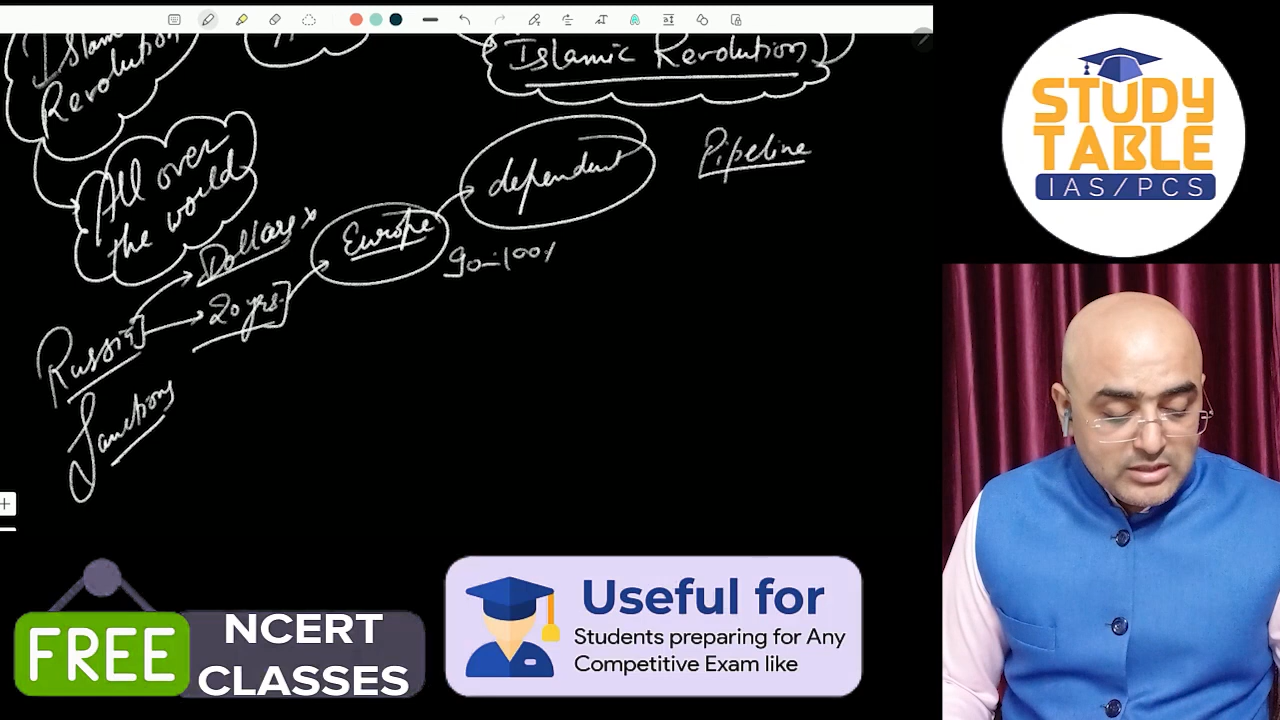 Islam
Revolution
Islamic Revolution
All over
the world
dependent
Pipeline
Dollars x
Europe
90-100%
20 yrs.
Russia
Sanctions
STUDY
TABLE
IAS/PCS
FREE
NCERT
CLASSES
Useful for
Students preparing for Any
Competitive Exam like